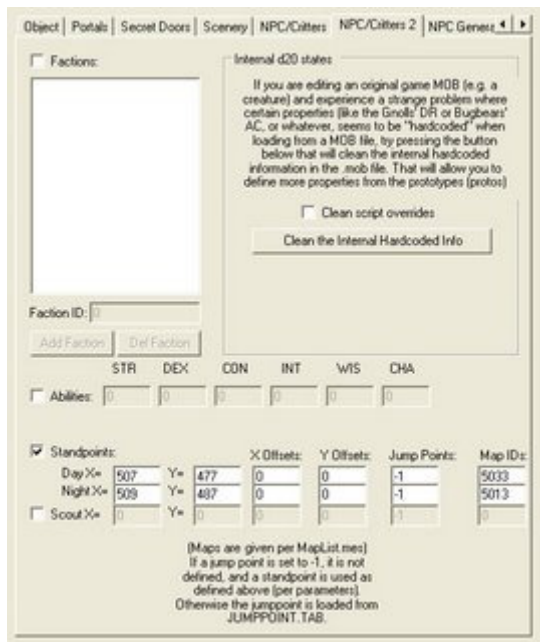 Object Portals Secret Doors Scenery NPC/Critters NPC/Critters 2 NPC Genera
Factions:
Internal d20 states
If you are editing an original game MOB (e.g. a
creature) and experience a strange problem where
certain properties (like the Gnolls' DR or Bugbears'
AC, or whatever, seems to be "hardcoded" when
loading from a MOB file, try pressing the button
below that will clean the internal hardcoded
information in the .mob file. That will allow you to
define more properties from the prototypes (protos)
Clean script overrides
Clean the Internal Hardcoded Info
Faction ID: 0
Add Faction Del Faction
STR DEX CON INT WIS CHA
Abilities: 0 0 0 0 0 0
Standpoints: X Offsets: Y Offsets: Jump Points: Map IDs:
Day X= 507 Y= 477 0 0 -1 5033
Night X= 509 Y= 487 0 0 -1 5013
Scout X= 0 Y= 0 0 0 -1 0
(Maps are given per MapList.mes)
If a jump point is set to -1, it is not
defined, and a standpoint is used as
defined above (per parameters).
Otherwise the jumppoint is loaded from
JUMPPOINT.TAB.